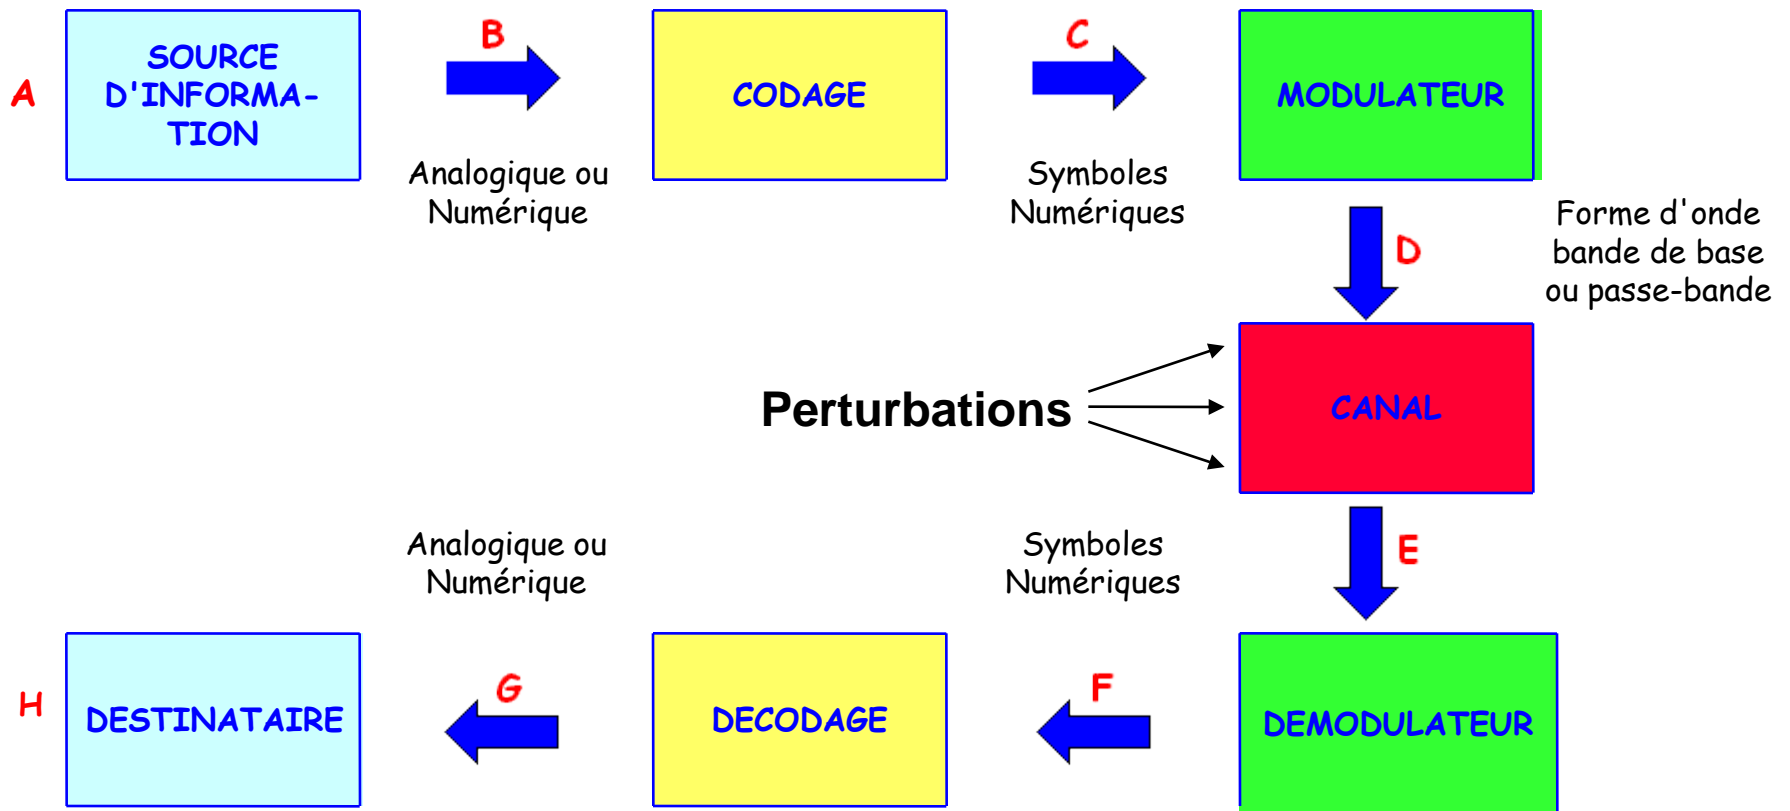 A
SOURCE
D'INFORMA-
TION
B
Analogique ou
Numérique
CODAGE
C
Symboles
Numériques
MODULATEUR
D
Forme d'onde
bande de base
ou passe-bande
Perturbations
CANAL
E
Analogique ou
Numérique
Symboles
Numériques
H
DESTINATAIRE
G
DECODAGE
F
DEMODULATEUR